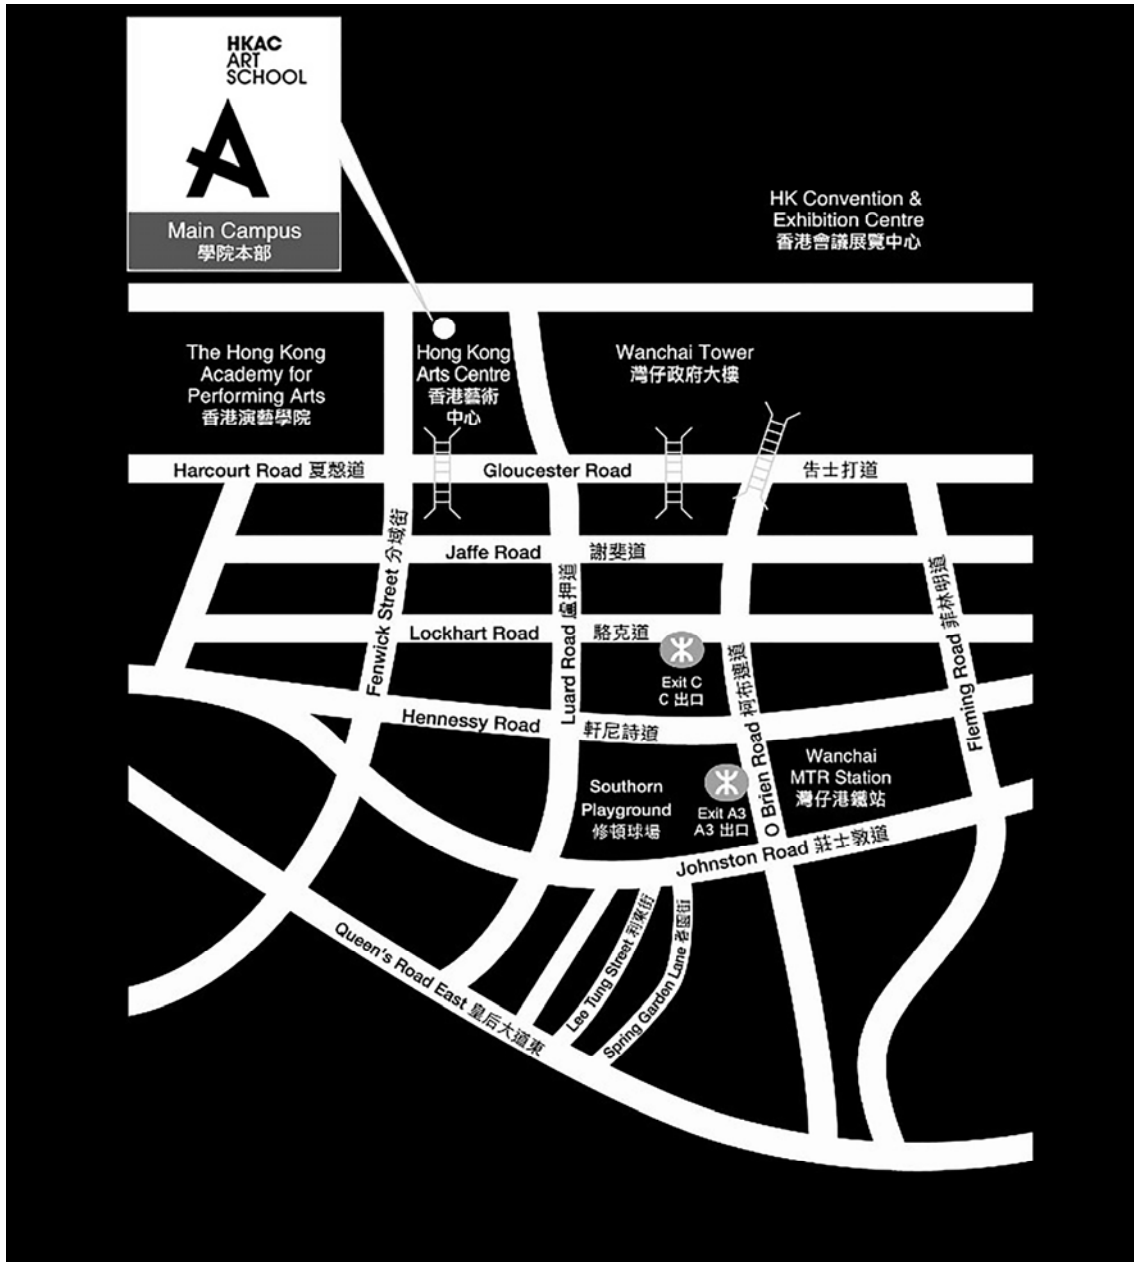 HKAC
ART
SCHOOL
Main Campus
學院本部
HK Convention &
Exhibition Centre
香港會議展覽中心
The Hong Kong
Academy for
Performing Arts
香港演藝學院
Hong Kong
Arts Centre
香港藝術
中心
Wanchai Tower
灣仔政府大樓
Harcourt Road 夏慤道
Gloucester Road
告士打道
Fenwick Street 分域街
Jaffe Road
謝斐道
Luard Road 盧押道
Lockhart Road
駱克道
Exit C
C 出口
O Brien Road 柯布連道
Fleming Road 菲林明道
Hennessy Road
軒尼詩道
Southorn
Playground
修頓球場
Exit A3
A3 出口
Wanchai
MTR Station
灣仔港鐵站
Johnston Road 莊士敦道
Queen's Road East 皇后大道東
Lee Tung Street 利東街
Spring Garden Lane 春園街